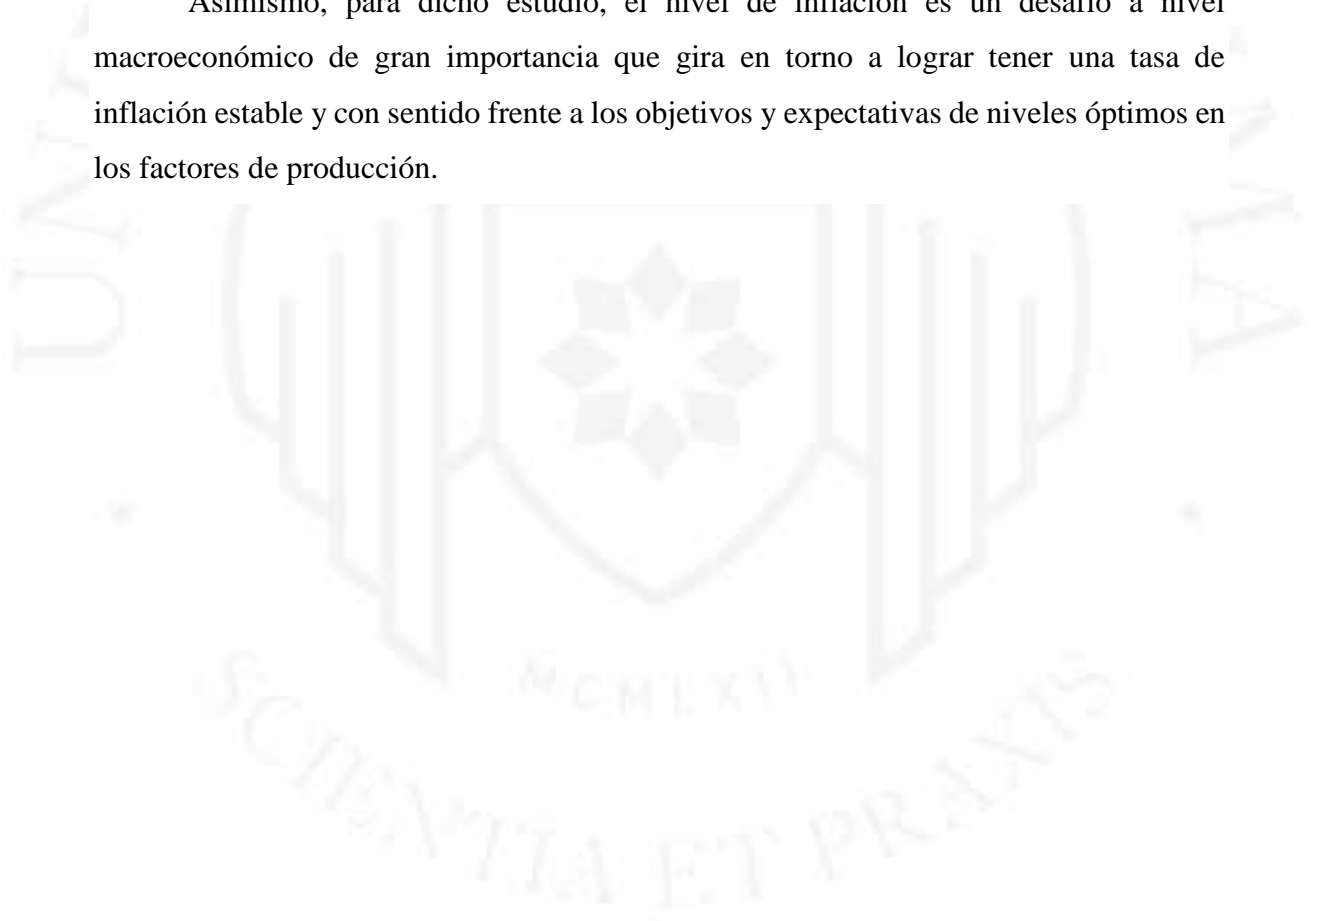 Asimismo, para dicho estudio, el nivel de inflación es un desafío a nivel
macroeconómico de gran importancia que gira en torno a lograr tener una tasa de
inflación estable y con sentido frente a los objetivos y expectativas de niveles óptimos en
los factores de producción.
MCMLXII
SCIENTIA ET PRAXIS